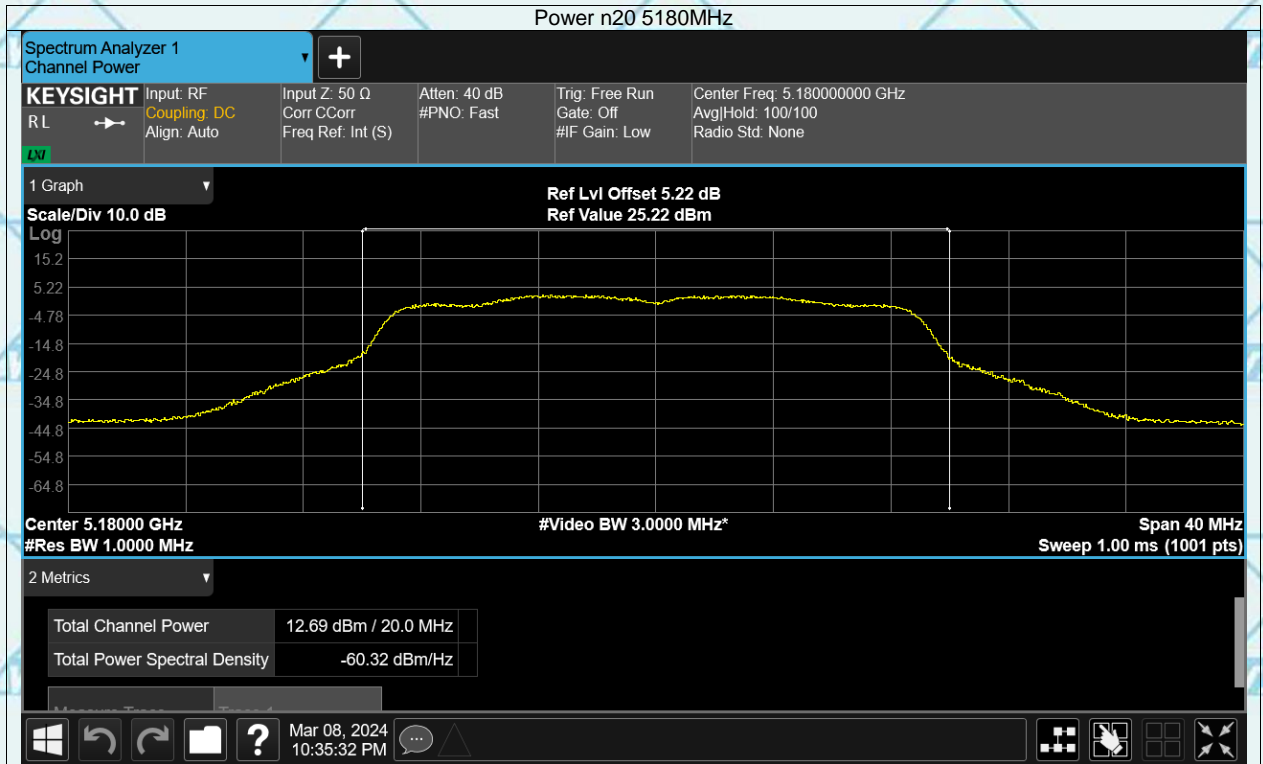 Power n20 5180MHz
Spectrum Analyzer 1
Channel Power
KEYSIGHT
R L
LXI
Input: RF
Coupling: DC
Align: Auto
Input Z: 50 Ω
Corr CCorr
Freq Ref: Int (S)
Atten: 40 dB
#PNO: Fast
Trig: Free Run
Gate: Off
#IF Gain: Low
Center Freq: 5.180000000 GHz
Avg|Hold: 100/100
Radio Std: None
1 Graph
Scale/Div 10.0 dB
Ref Lvl Offset 5.22 dB
Ref Value 25.22 dBm
Log
15.2
5.22
-4.78
-14.8
-24.8
-34.8
-44.8
-54.8
-64.8
Center 5.18000 GHz
#Res BW 1.0000 MHz
#Video BW 3.0000 MHz*
Span 40 MHz
Sweep 1.00 ms (1001 pts)
2 Metrics
Total Channel Power 12.69 dBm / 20.0 MHz
Total Power Spectral Density -60.32 dBm/Hz
Measure Trace Trace 1
?
Mar 08, 2024
10:35:32 PM